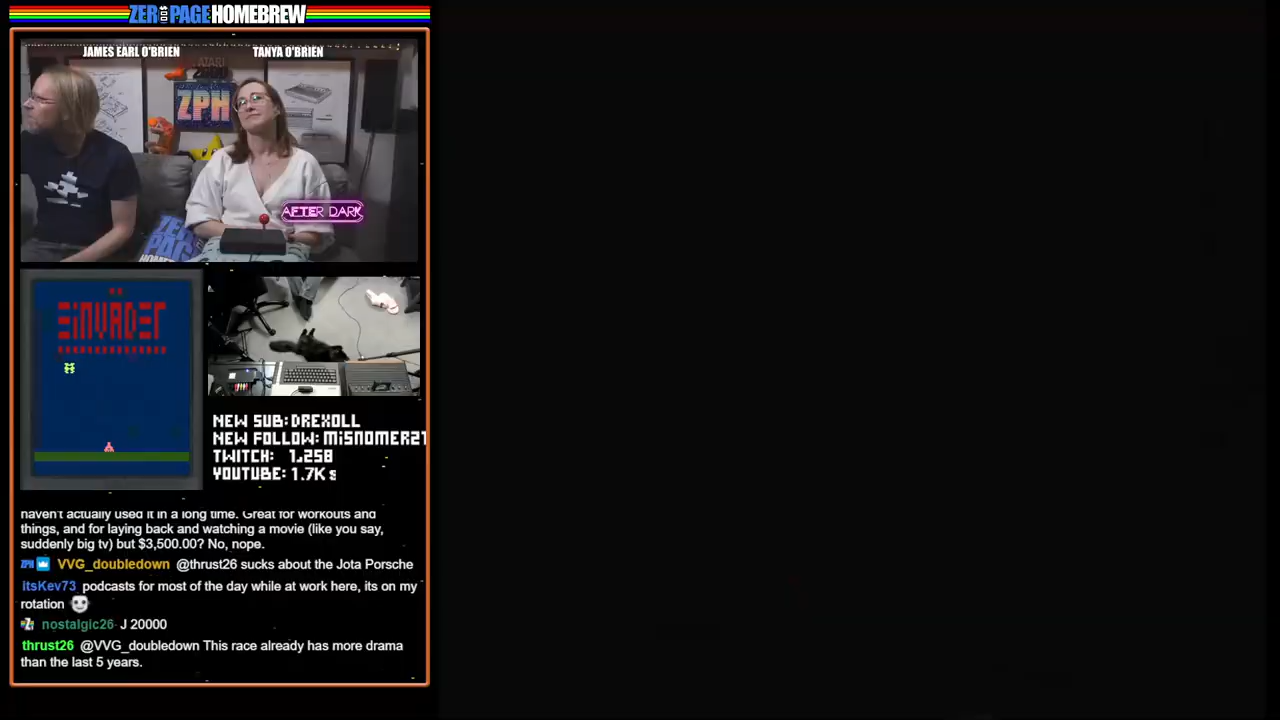 ZEROPAGE HOMEBREW
JAMES EARL O'BRIEN
TANYA O'BRIEN
ATARI
ZPH
AFTER DARK
ZERO
PAGE
EINVÄDER
NEW SUB: DREXOLL
NEW FOLLOW: MISNOMER21
TWITCH: 1,258
YOUTUBE: 1.7K s
haven't actually used it in a long time. Great for workouts and
things, and for laying back and watching a movie (like you say,
suddenly big tv) but $3,500.00? No, nope.
ZPH VVG_doubledown @thrust26 sucks about the Jota Porsche
ItsKev73 podcasts for most of the day while at work here, its on my
rotation
nostalgic26 J 20000
thrust26 @VVG_doubledown This race already has more drama
than the last 5 years.